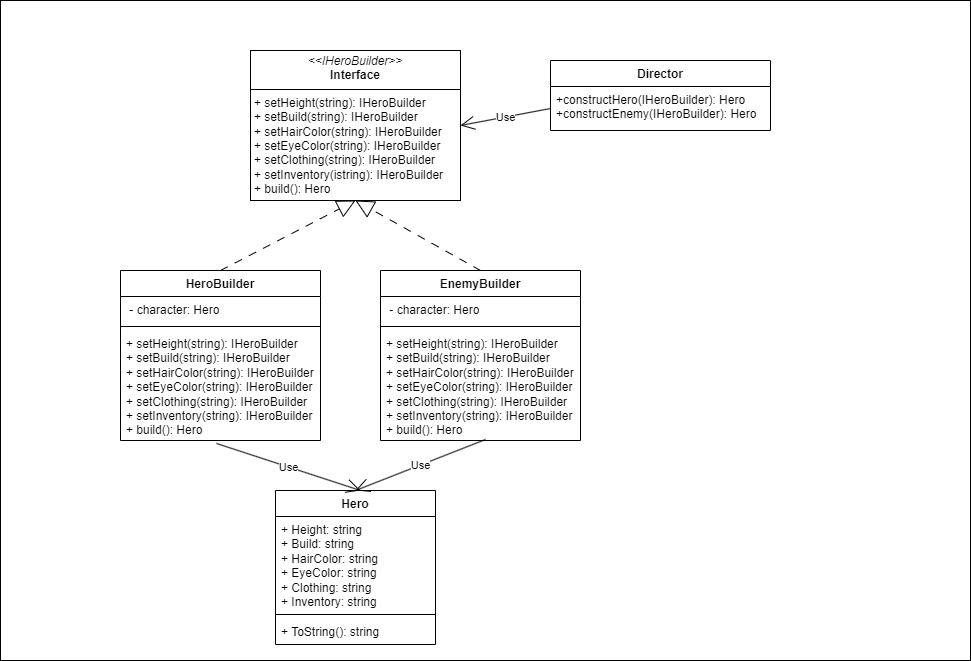 <<IHeroBuilder>>
Interface
+ setHeight(string): IHeroBuilder
+ setBuild(string): IHeroBuilder
+ setHairColor(string): IHeroBuilder
+ setEyeColor(string): IHeroBuilder
+ setClothing(string): IHeroBuilder
+ setInventory(istring): IHeroBuilder
+ build(): Hero
Director
+constructHero(IHeroBuilder): Hero
+constructEnemy(IHeroBuilder): Hero
Use
HeroBuilder
- character: Hero
+ setHeight(string): IHeroBuilder
+ setBuild(string): IHeroBuilder
+ setHairColor(string): IHeroBuilder
+ setEyeColor(string): IHeroBuilder
+ setClothing(string): IHeroBuilder
+ setInventory(string): IHeroBuilder
+ build(): Hero
EnemyBuilder
- character: Hero
+ setHeight(string): IHeroBuilder
+ setBuild(string): IHeroBuilder
+ setHairColor(string): IHeroBuilder
+ setEyeColor(string): IHeroBuilder
+ setClothing(string): IHeroBuilder
+ setInventory(string): IHeroBuilder
+ build(): Hero
Use
Use
Hero
+ Height: string
+ Build: string
+ HairColor: string
+ EyeColor: string
+ Clothing: string
+ Inventory: string
+ ToString(): string